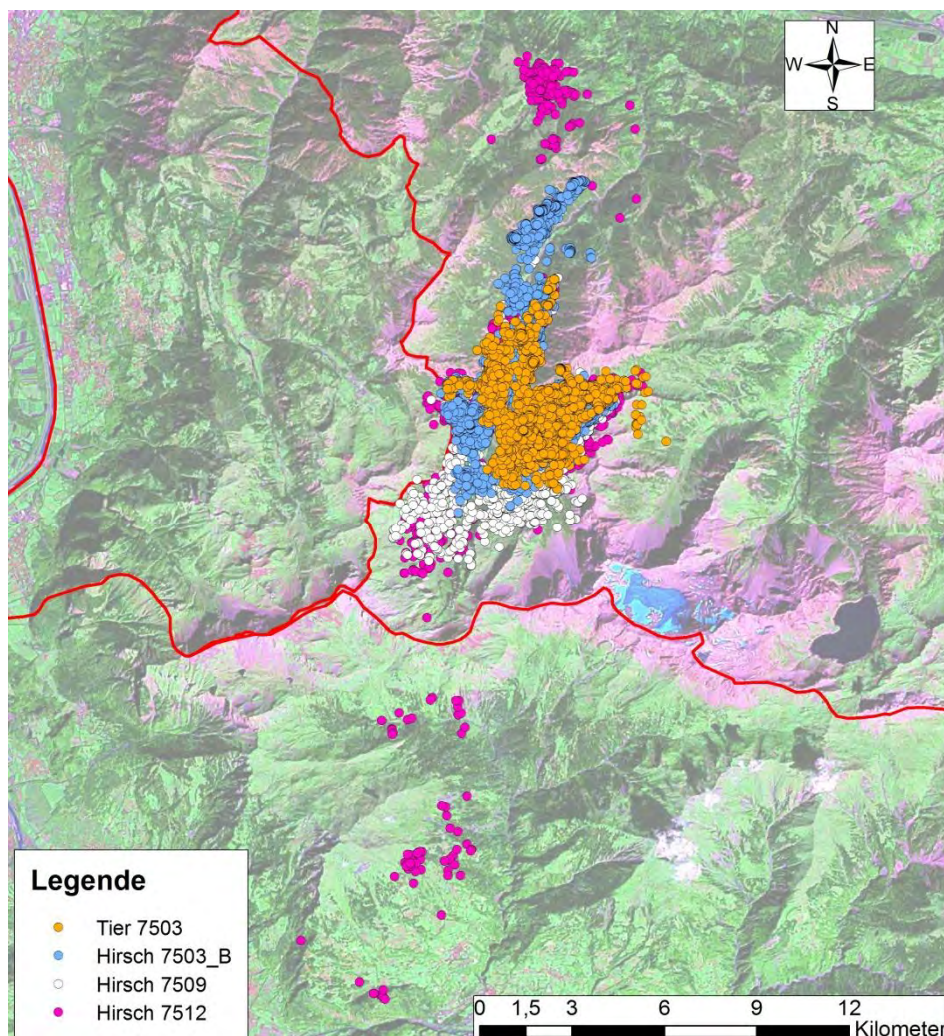 N
W E
S
Legende
Tier 7503
Hirsch 7503_B
Hirsch 7509
Hirsch 7512
0 1,5 3 6 9 12
Kilometer